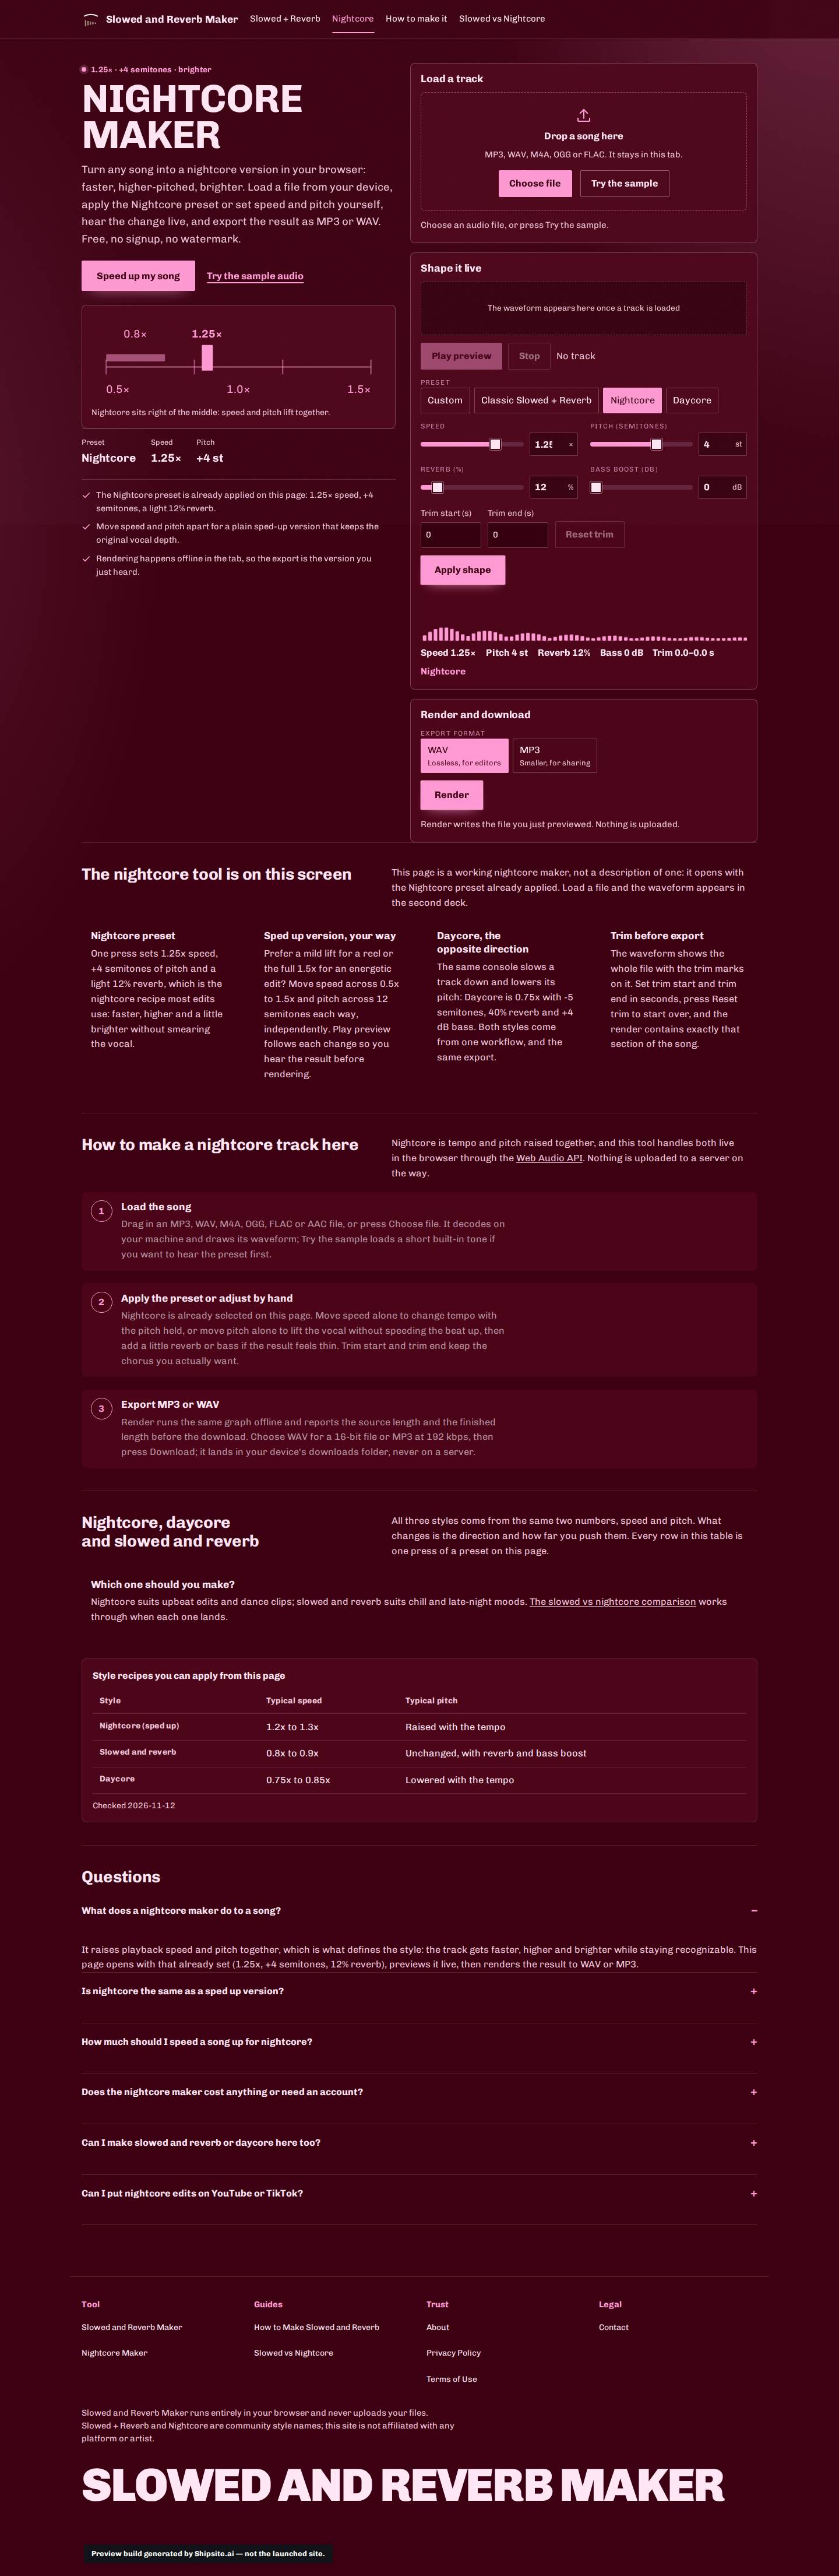 Slowed and Reverb Maker
Slowed + Reverb
Nightcore
How to make it
Slowed vs Nightcore
1.25× · +4 semitones · brighter
NIGHTCORE
MAKER
Turn any song into a nightcore version in your browser:
faster, higher-pitched, brighter. Load a file from your device,
apply the Nightcore preset or set speed and pitch yourself,
hear the change live, and export the result as MP3 or WAV.
Free, no signup, no watermark.
Speed up my song
Try the sample audio
0.8×
1.25×
0.5×
1.0×
1.5×
Nightcore sits right of the middle: speed and pitch lift together.
Preset
Speed
Pitch
Nightcore
1.25×
+4 st
The Nightcore preset is already applied on this page: 1.25× speed, +4
semitones, a light 12% reverb.
Move speed and pitch apart for a plain sped-up version that keeps the
original vocal depth.
Rendering happens offline in the tab, so the export is the version you
just heard.
Load a track
Drop a song here
MP3, WAV, M4A, OGG or FLAC. It stays in this tab.
Choose file
Try the sample
Choose an audio file, or press Try the sample.
Shape it live
The waveform appears here once a track is loaded
Play preview
Stop
No track
PRESET
Custom
Classic Slowed + Reverb
Nightcore
Daycore
SPEED
1.25
×
PITCH (SEMITONES)
4
st
REVERB (%)
12
%
BASS BOOST (DB)
0
dB
Trim start (s)
Trim end (s)
0
0
Reset trim
Apply shape
Speed 1.25×
Pitch 4 st
Reverb 12%
Bass 0 dB
Trim 0.0–0.0 s
Nightcore
Render and download
EXPORT FORMAT
WAV
Lossless, for editors
MP3
Smaller, for sharing
Render
Render writes the file you just previewed. Nothing is uploaded.
The nightcore tool is on this screen
This page is a working nightcore maker, not a description of one: it opens with
the Nightcore preset already applied. Load a file and the waveform appears in
the second deck.
Nightcore preset
One press sets 1.25x speed,
+4 semitones of pitch and a
light 12% reverb, which is the
nightcore recipe most edits
use: faster, higher and a little
brighter without smearing
the vocal.
Sped up version, your way
Prefer a mild lift for a reel or
the full 1.5x for an energetic
edit? Move speed across 0.5x
to 1.5x and pitch across 12
semitones each way,
independently. Play preview
follows each change so you
hear the result before
rendering.
Daycore, the
opposite direction
The same console slows a
track down and lowers its
pitch: Daycore is 0.75x with -5
semitones, 40% reverb and +4
dB bass. Both styles come
from one workflow, and the
same export.
Trim before export
The waveform shows the
whole file with the trim marks
on it. Set trim start and trim
end in seconds, press Reset
trim to start over, and the
render contains exactly that
section of the song.
How to make a nightcore track here
Nightcore is tempo and pitch raised together, and this tool handles both live
in the browser through the Web Audio API. Nothing is uploaded to a server on
the way.
1
Load the song
Drag in an MP3, WAV, M4A, OGG, FLAC or AAC file, or press Choose file. It decodes on
your machine and draws its waveform; Try the sample loads a short built-in tone if
you want to hear the preset first.
2
Apply the preset or adjust by hand
Nightcore is already selected on this page. Move speed alone to change tempo with
the pitch held, or move pitch alone to lift the vocal without speeding the beat up, then
add a little reverb or bass if the result feels thin. Trim start and trim end keep the
chorus you actually want.
3
Export MP3 or WAV
Render runs the same graph offline and reports the source length and the finished
length before the download. Choose WAV for a 16-bit file or MP3 at 192 kbps, then
press Download; it lands in your device's downloads folder, never on a server.
Nightcore, daycore
and slowed and reverb
All three styles come from the same two numbers, speed and pitch. What
changes is the direction and how far you push them. Every row in this table is
one press of a preset on this page.
Which one should you make?
Nightcore suits upbeat edits and dance clips; slowed and reverb suits chill and late-night moods. The slowed vs nightcore comparison works
through when each one lands.
Style recipes you can apply from this page
Style
Typical speed
Typical pitch
Nightcore (sped up)
1.2x to 1.3x
Raised with the tempo
Slowed and reverb
0.8x to 0.9x
Unchanged, with reverb and bass boost
Daycore
0.75x to 0.85x
Lowered with the tempo
Checked 2026-11-12
Questions
What does a nightcore maker do to a song?
−
It raises playback speed and pitch together, which is what defines the style: the track gets faster, higher and brighter while staying recognizable. This
page opens with that already set (1.25x, +4 semitones, 12% reverb), previews it live, then renders the result to WAV or MP3.
Is nightcore the same as a sped up version?
+
How much should I speed a song up for nightcore?
+
Does the nightcore maker cost anything or need an account?
+
Can I make slowed and reverb or daycore here too?
+
Can I put nightcore edits on YouTube or TikTok?
+
Tool
Slowed and Reverb Maker
Nightcore Maker
Guides
How to Make Slowed and Reverb
Slowed vs Nightcore
Trust
About
Privacy Policy
Terms of Use
Legal
Contact
Slowed and Reverb Maker runs entirely in your browser and never uploads your files.
Slowed + Reverb and Nightcore are community style names; this site is not affiliated with any
platform or artist.
SLOWED AND REVERB MAKER
Preview build generated by Shipsite.ai — not the launched site.